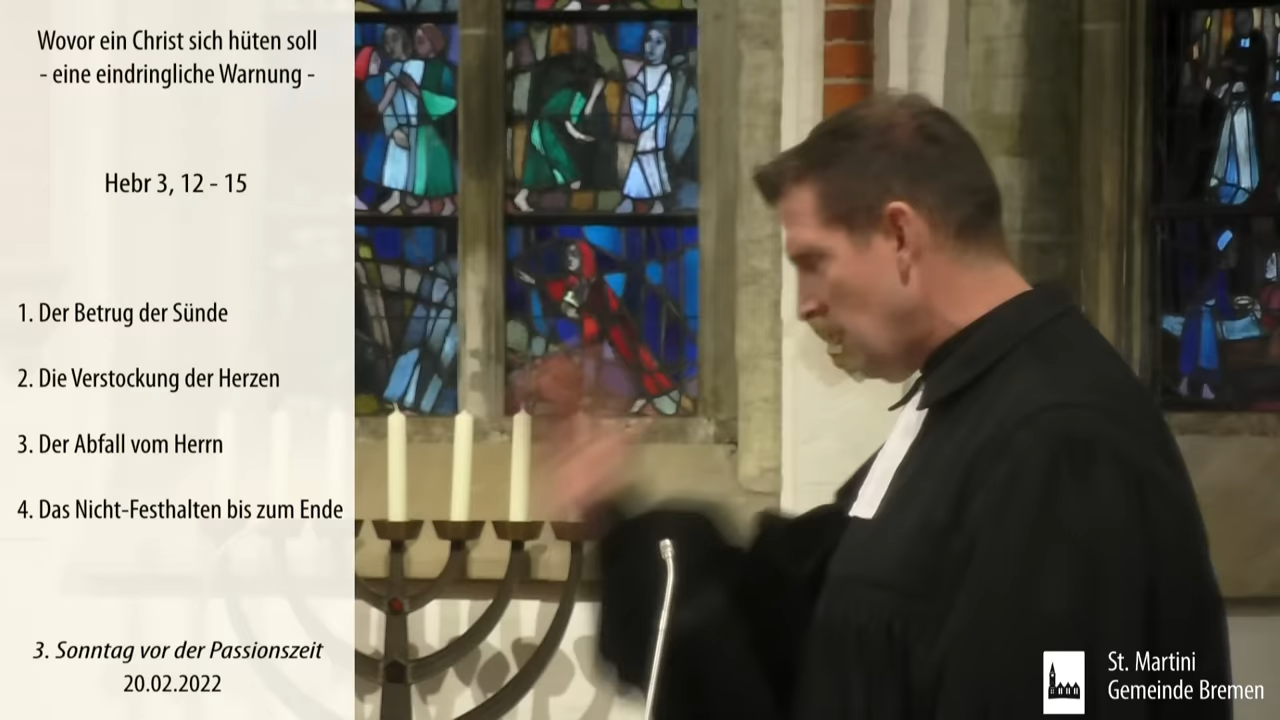 Wovor ein Christ sich hüten soll
- eine eindringliche Warnung -
Hebr 3, 12 - 15
1. Der Betrug der Sünde
2. Die Verstockung der Herzen
3. Der Abfall vom Herrn
4. Das Nicht-Festhalten bis zum Ende
3. Sonntag vor der Passionszeit
20.02.2022
St. Martini
Gemeinde Bremen